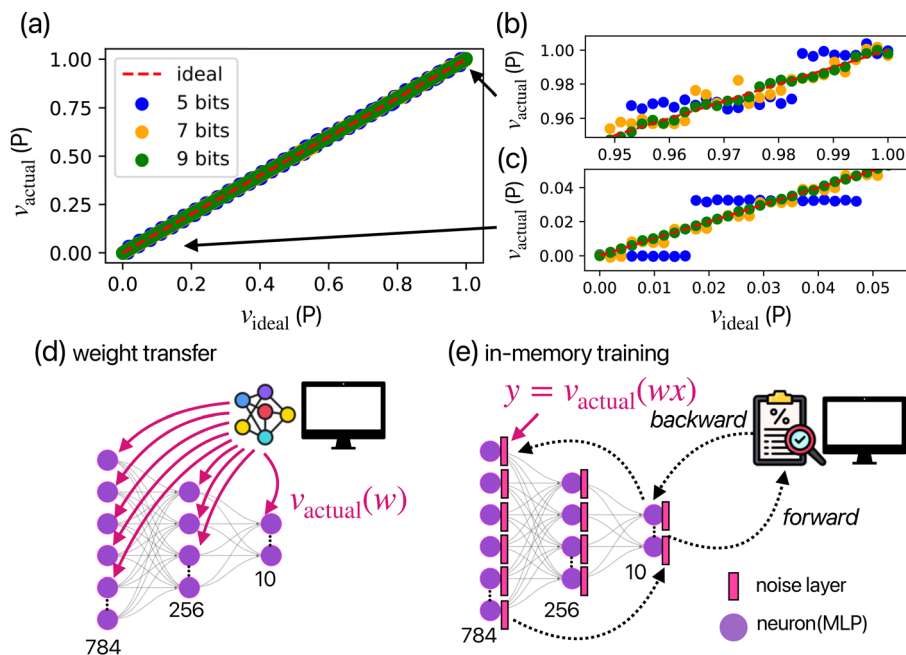 (a)
1.00
0.75
0.50
0.25
0.00
v_actual (P)
ideal
5 bits
7 bits
9 bits
0.0 0.2 0.4 0.6 0.8 1.0
v_ideal (P)
(b)
1.00
0.98
0.96
v_actual (P)
0.95 0.96 0.97 0.98 0.99 1.00
(c)
0.04
0.02
0.00
v_actual (P)
0.00 0.01 0.02 0.03 0.04 0.05
v_ideal (P)
(d) weight transfer
v_actual(w)
784
256
10
(e) in-memory training
y = v_actual(wx)
backward
%
forward
784
256
10
noise layer
neuron(MLP)